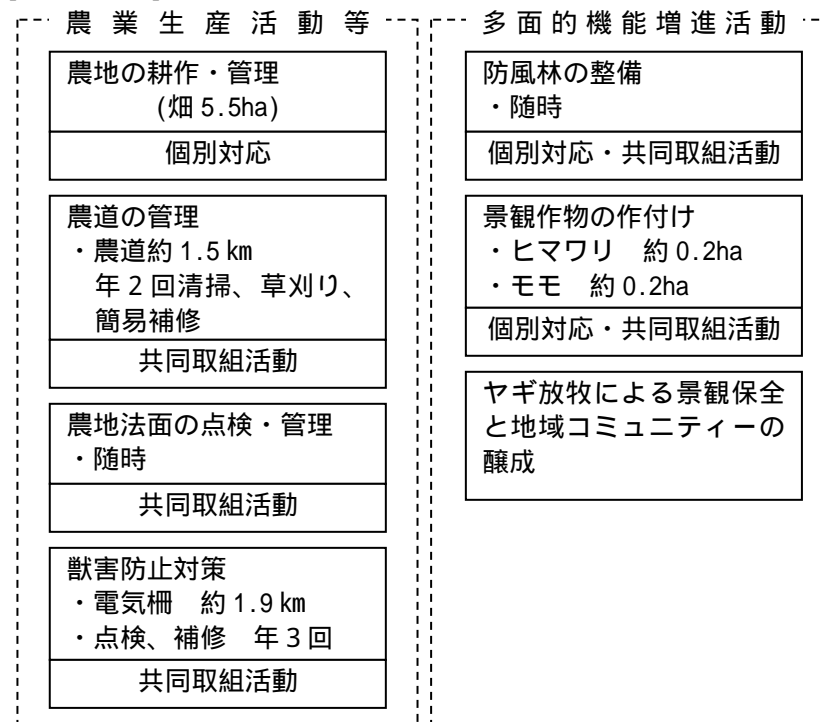 農業生産活動等
農地の耕作・管理
(畑5.5ha)
個別対応
農道の管理
・農道約1.5㎞
年2回清掃、草刈り、
簡易補修
共同取組活動
農地法面の点検・管理
・随時
共同取組活動
獣害防止対策
・電気柵　約1.9㎞
・点検、補修　年3回
共同取組活動
多面的機能増進活動
防風林の整備
・随時
個別対応・共同取組活動
景観作物の作付け
・ヒマワリ　約0.2ha
・モモ　約0.2ha
個別対応・共同取組活動
ヤギ放牧による景観保全
と地域コミュニティーの
醸成